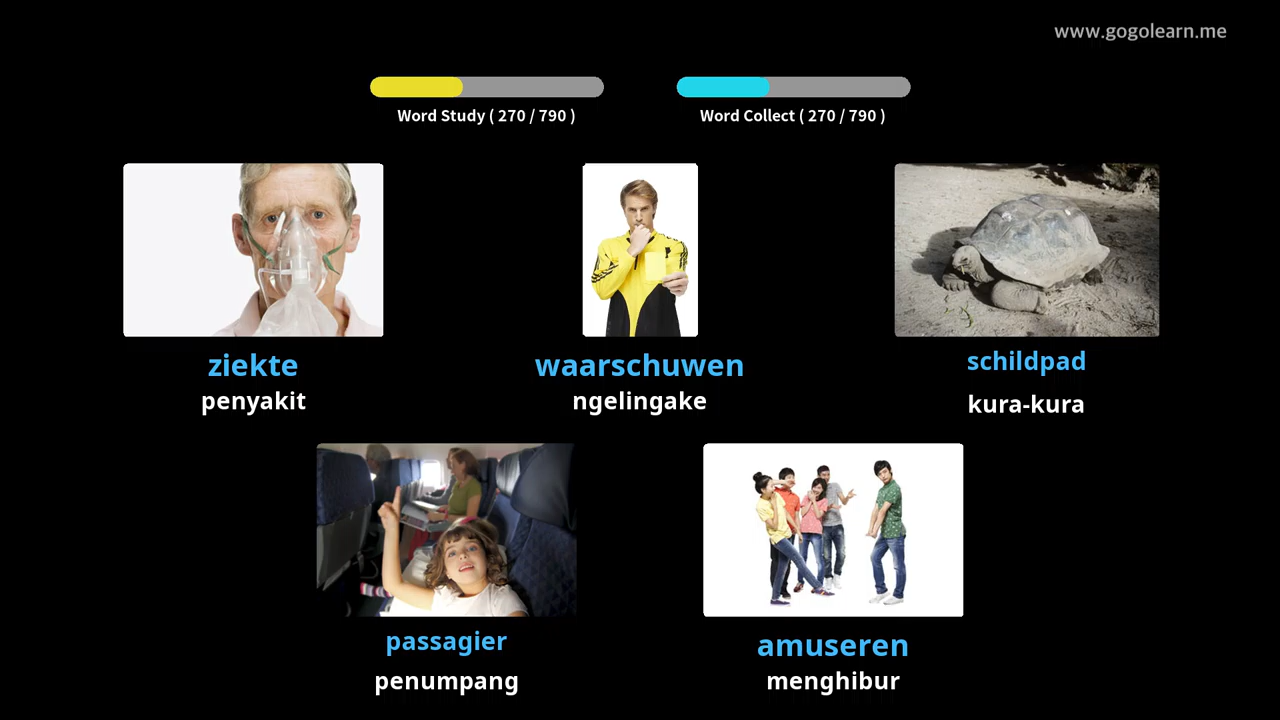 www.gogolearn.me
Word Study ( 270 / 790 )
Word Collect ( 270 / 790 )
ziekte
penyakit
waarschuwen
ngelingake
schildpad
kura-kura
passagier
penumpang
amuseren
menghibur